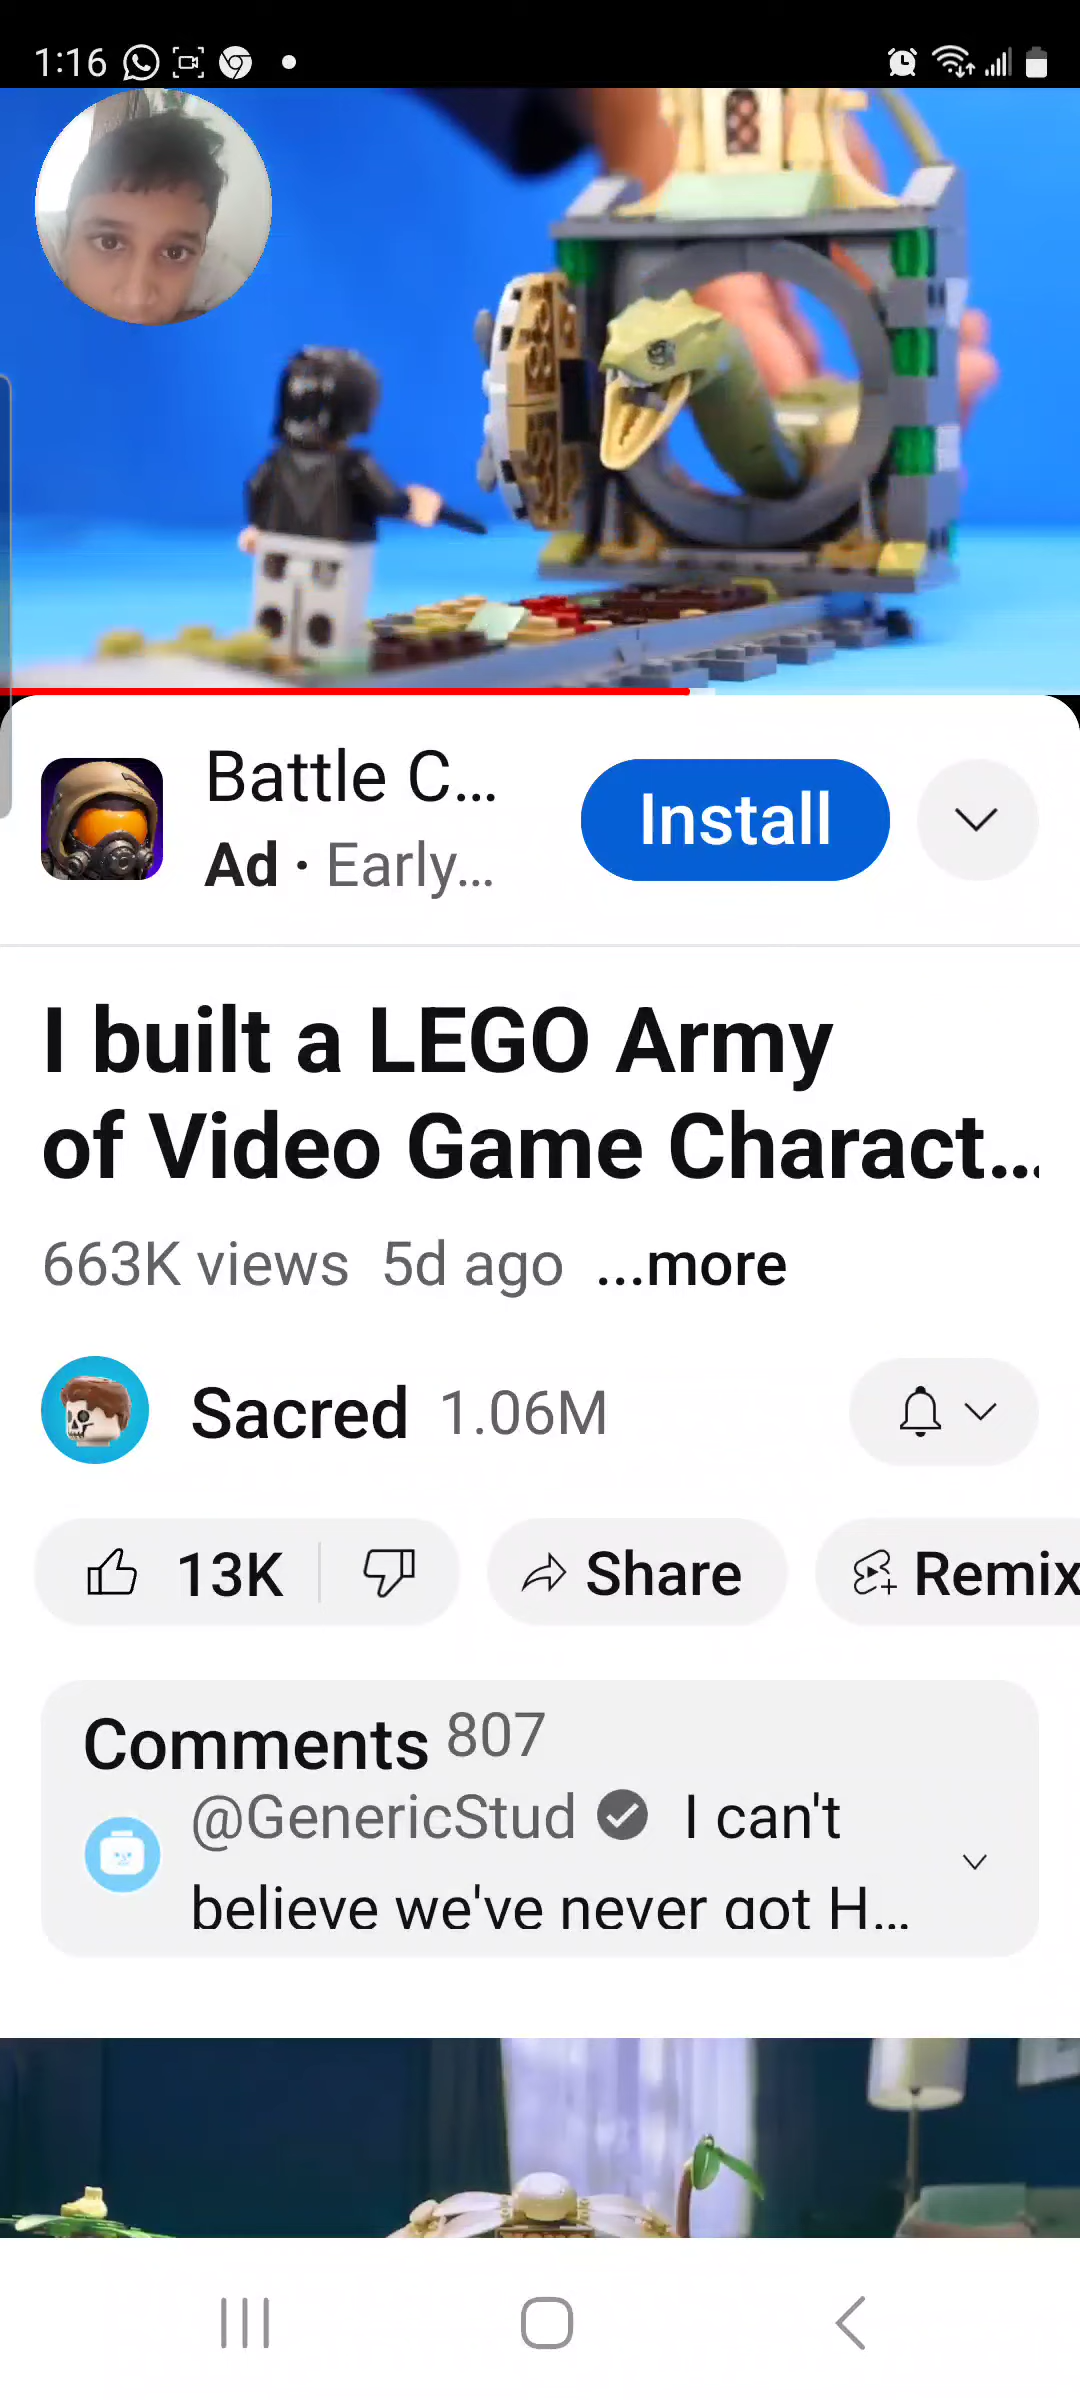 1:16
Battle C...
Ad · Early...
Install
I built a LEGO Army
of Video Game Charact...
663K views 5d ago ...more
Sacred 1.06M
13K
Share
Remix
Comments 807
@GenericStud I can't
believe we've never got H...